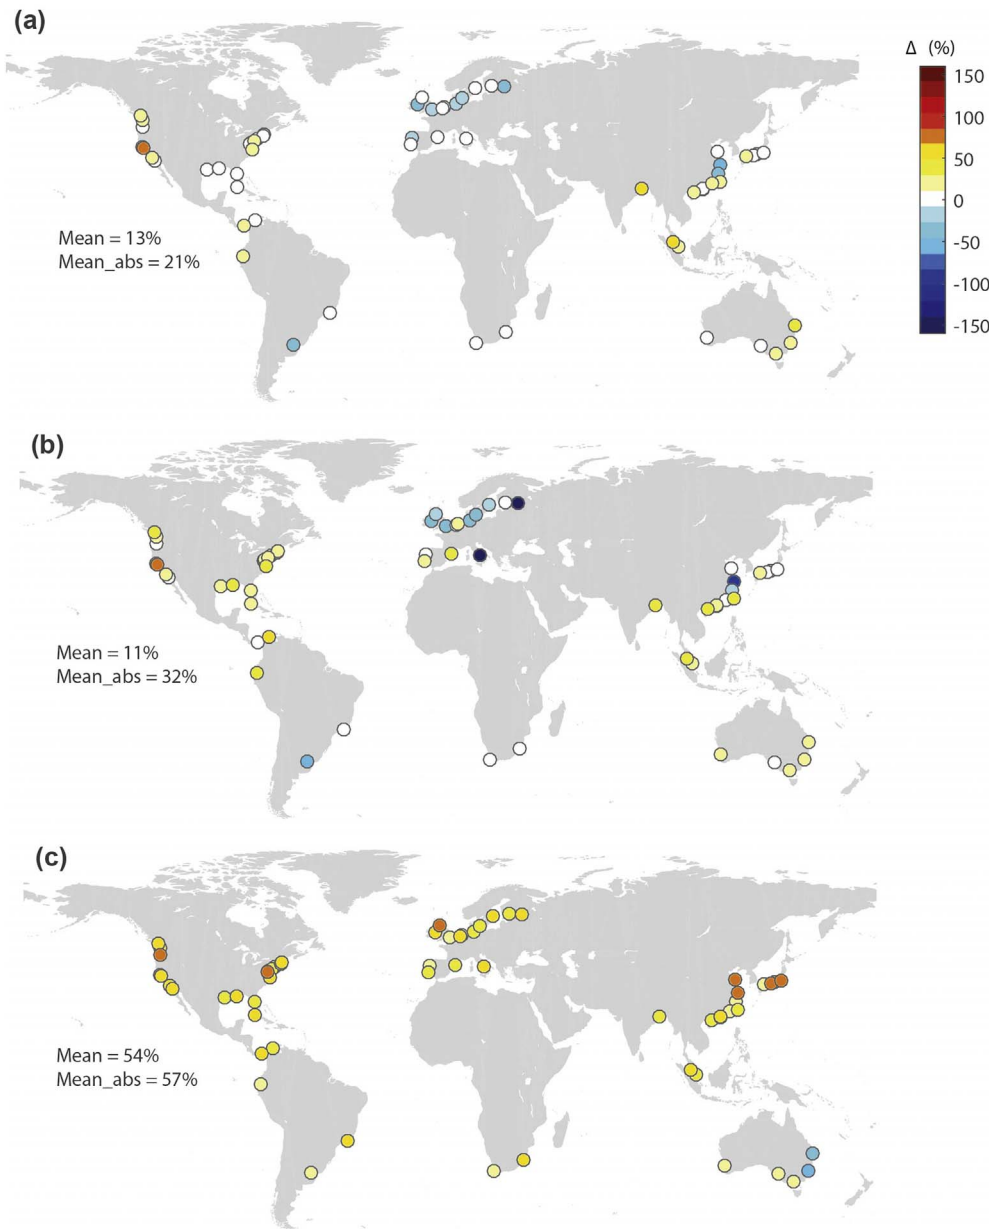 (a)
Δ (%)
150
100
50
0
-50
-100
-150
Mean = 13%
Mean_abs = 21%
(b)
Mean = 11%
Mean_abs = 32%
(c)
Mean = 54%
Mean_abs = 57%